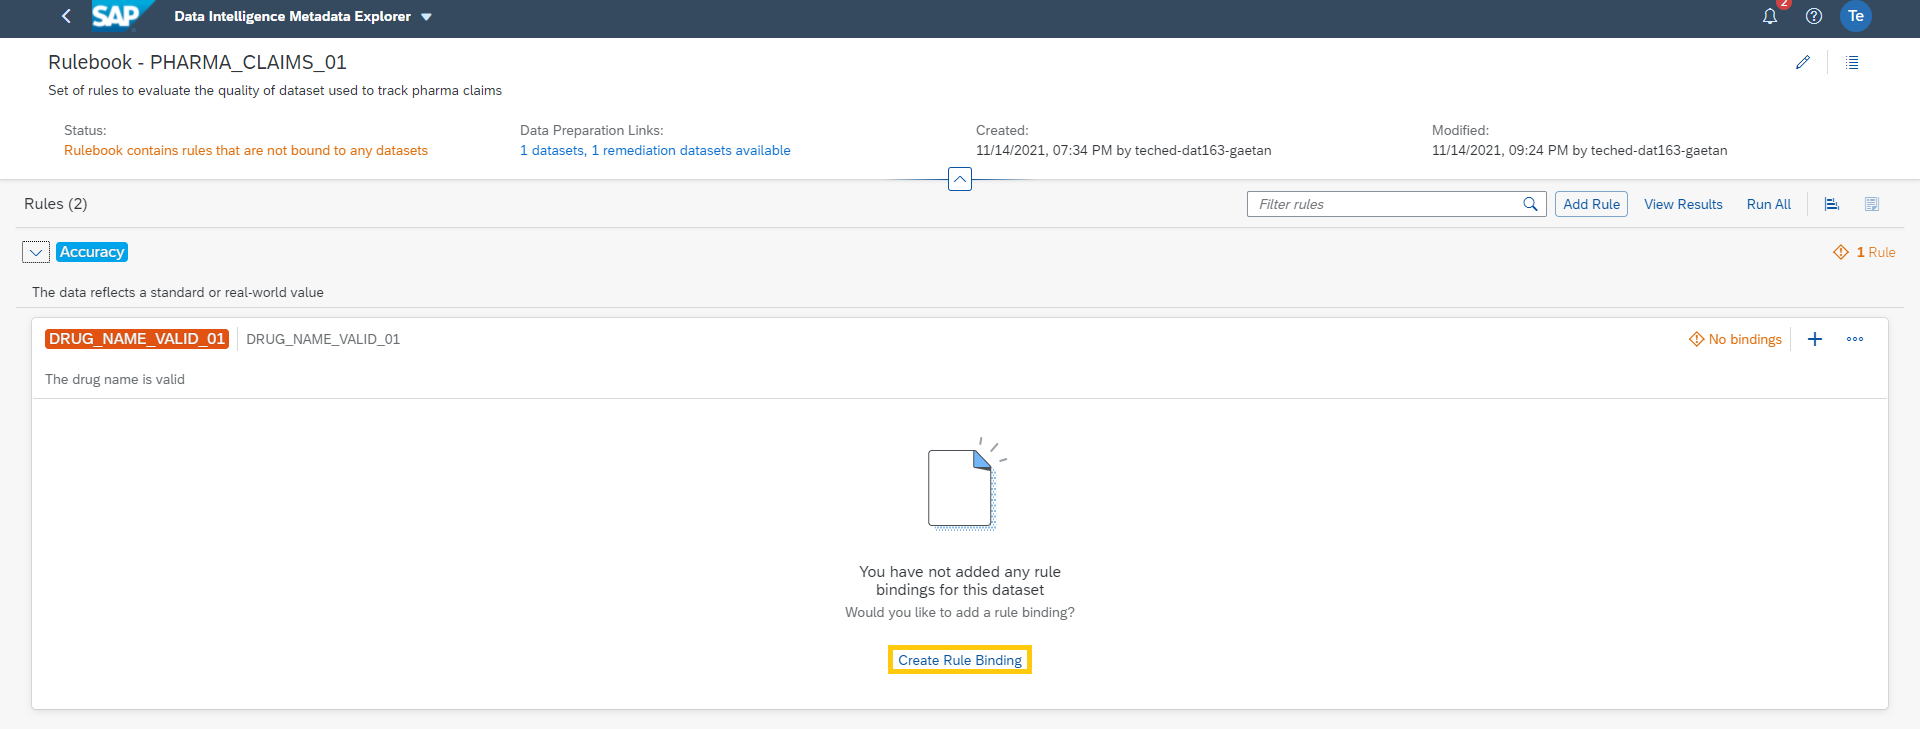 SAP Data Intelligence Metadata Explorer 2 Te
Rulebook - PHARMA_CLAIMS_01
Set of rules to evaluate the quality of dataset used to track pharma claims
Status: Data Preparation Links: Created: Modified:
Rulebook contains rules that are not bound to any datasets 1 datasets, 1 remediation datasets available 11/14/2021, 07:34 PM by teched-dat163-gaetan 11/14/2021, 09:24 PM by teched-dat163-gaetan
Rules (2) Filter rules Add Rule View Results Run All
Accuracy 1 Rule
The data reflects a standard or real-world value
DRUG_NAME_VALID_01 DRUG_NAME_VALID_01 No bindings
The drug name is valid
You have not added any rule
bindings for this dataset
Would you like to add a rule binding?
Create Rule Binding